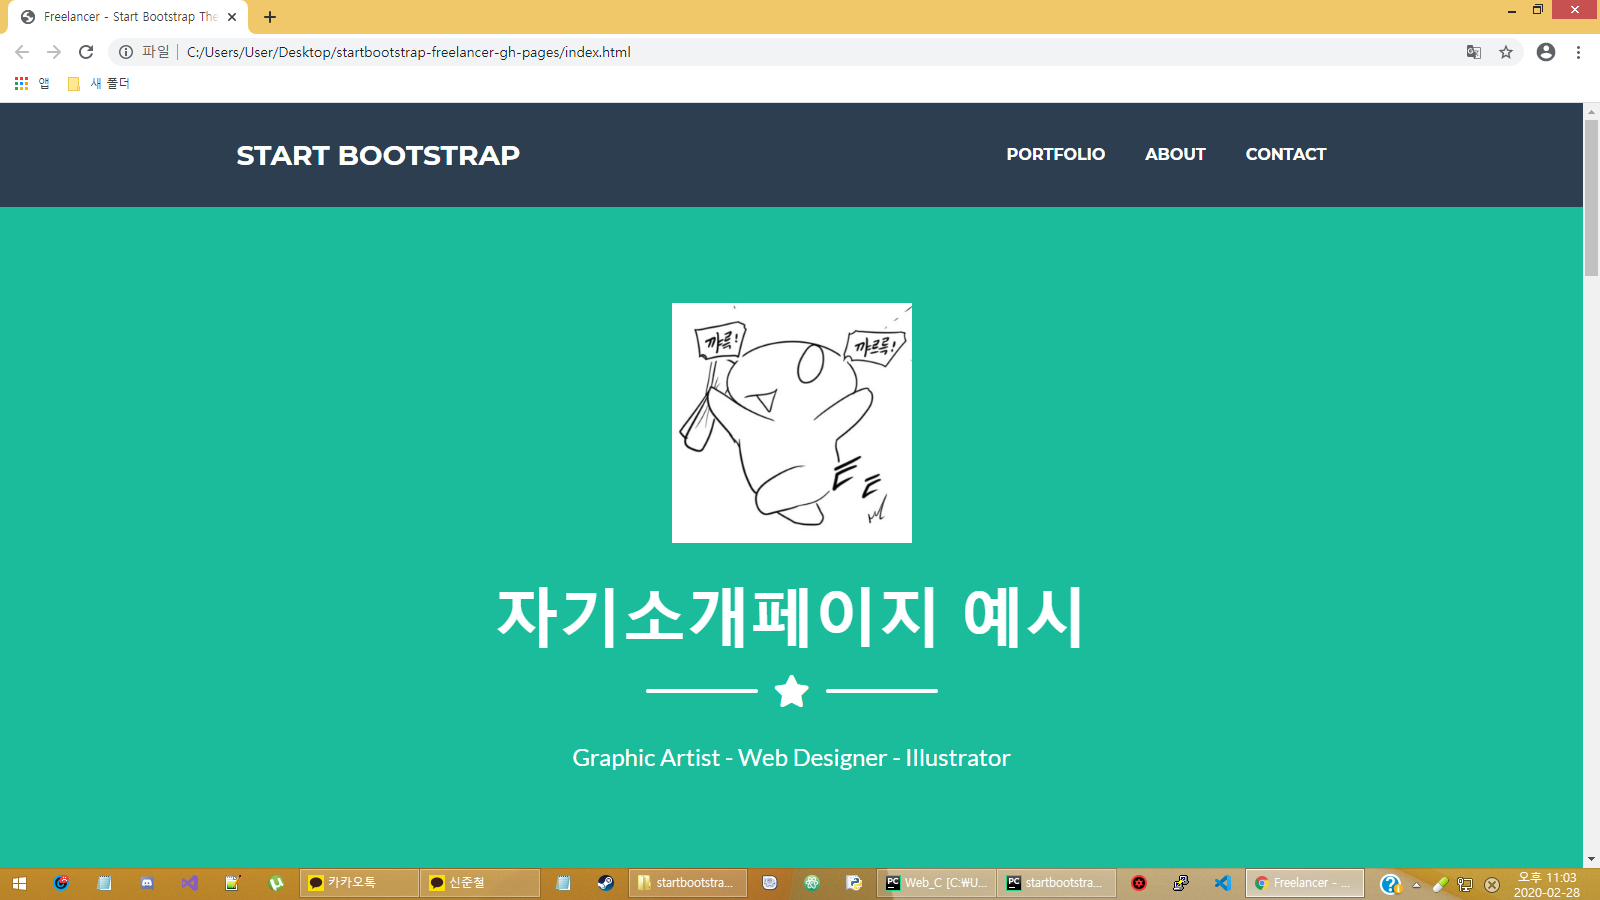 Freelancer - Start Bootstrap The
파일 C:/Users/User/Desktop/startbootstrap-freelancer-gh-pages/index.html
앱 새 폴더
START BOOTSTRAP PORTFOLIO ABOUT CONTACT
꺄륵! 꺄르륵!
자기소개페이지 예시
Graphic Artist - Web Designer - Illustrator
카카오톡 신준철 startbootstra... Web_C [C:₩U... startbootstra... Freelancer - ... 오후 11:03
2020-02-28